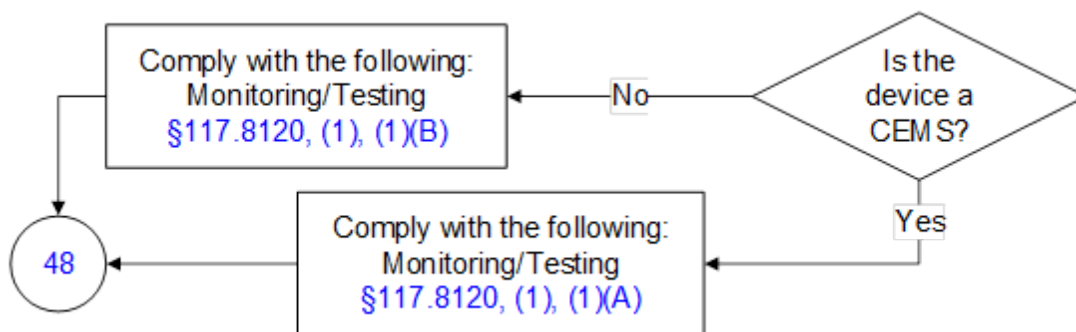 Comply with the following:
Monitoring/Testing
§117.8120, (1), (1)(B)
No
Is the
device a
CEMS?
Yes
Comply with the following:
Monitoring/Testing
§117.8120, (1), (1)(A)
48